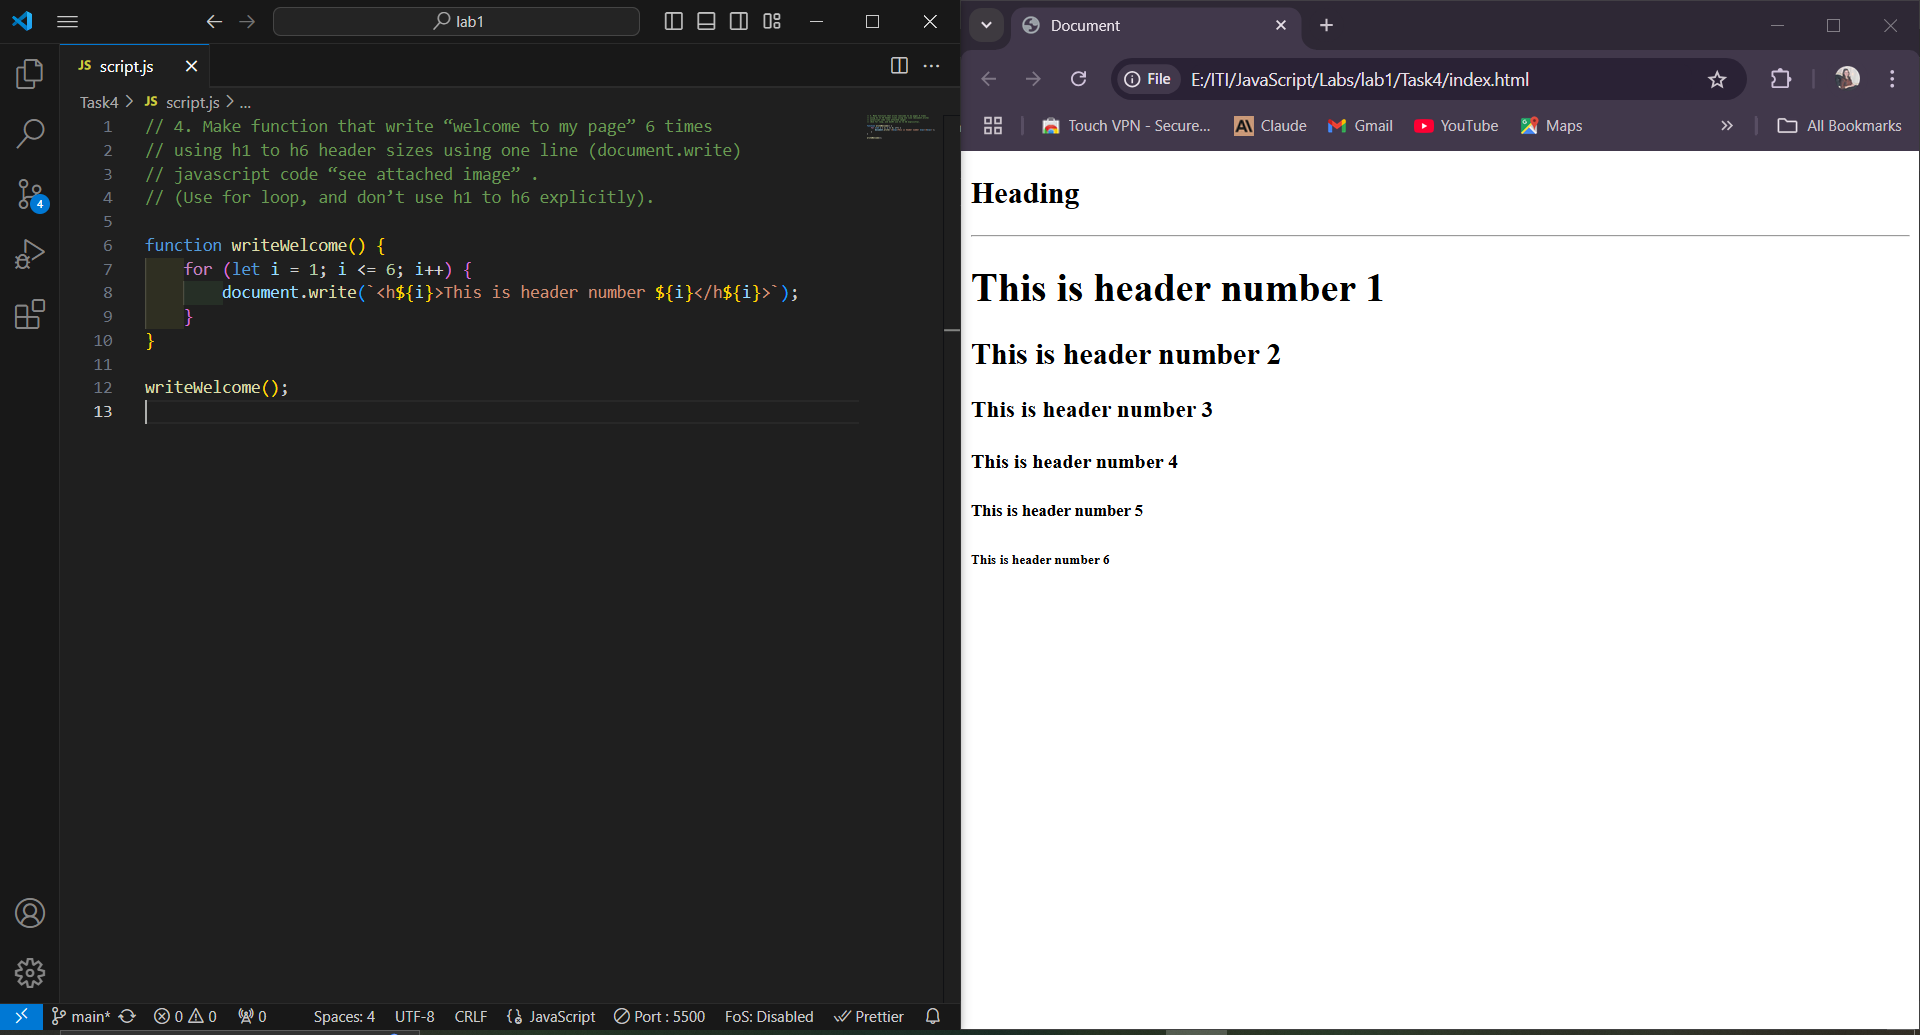 lab1
JS script.js
Task4 > JS script.js > ...
1 // 4. Make function that write “welcome to my page” 6 times
2 // using h1 to h6 header sizes using one line (document.write)
3 // javascript code “see attached image” .
4 // (Use for loop, and don’t use h1 to h6 explicitly).
5
6 function writeWelcome() {
7 for (let i = 1; i <= 6; i++) {
8 document.write(`<h${i}>This is header number ${i}</h${i}>`);
9 }
10 }
11
12 writeWelcome();
13
4
main* 0 0 0 Spaces: 4 UTF-8 CRLF JavaScript Port : 5500 FoS: Disabled Prettier
Document
File E:/ITI/JavaScript/Labs/lab1/Task4/index.html
Touch VPN - Secure... Claude Gmail YouTube Maps All Bookmarks
Heading
This is header number 1
This is header number 2
This is header number 3
This is header number 4
This is header number 5
This is header number 6